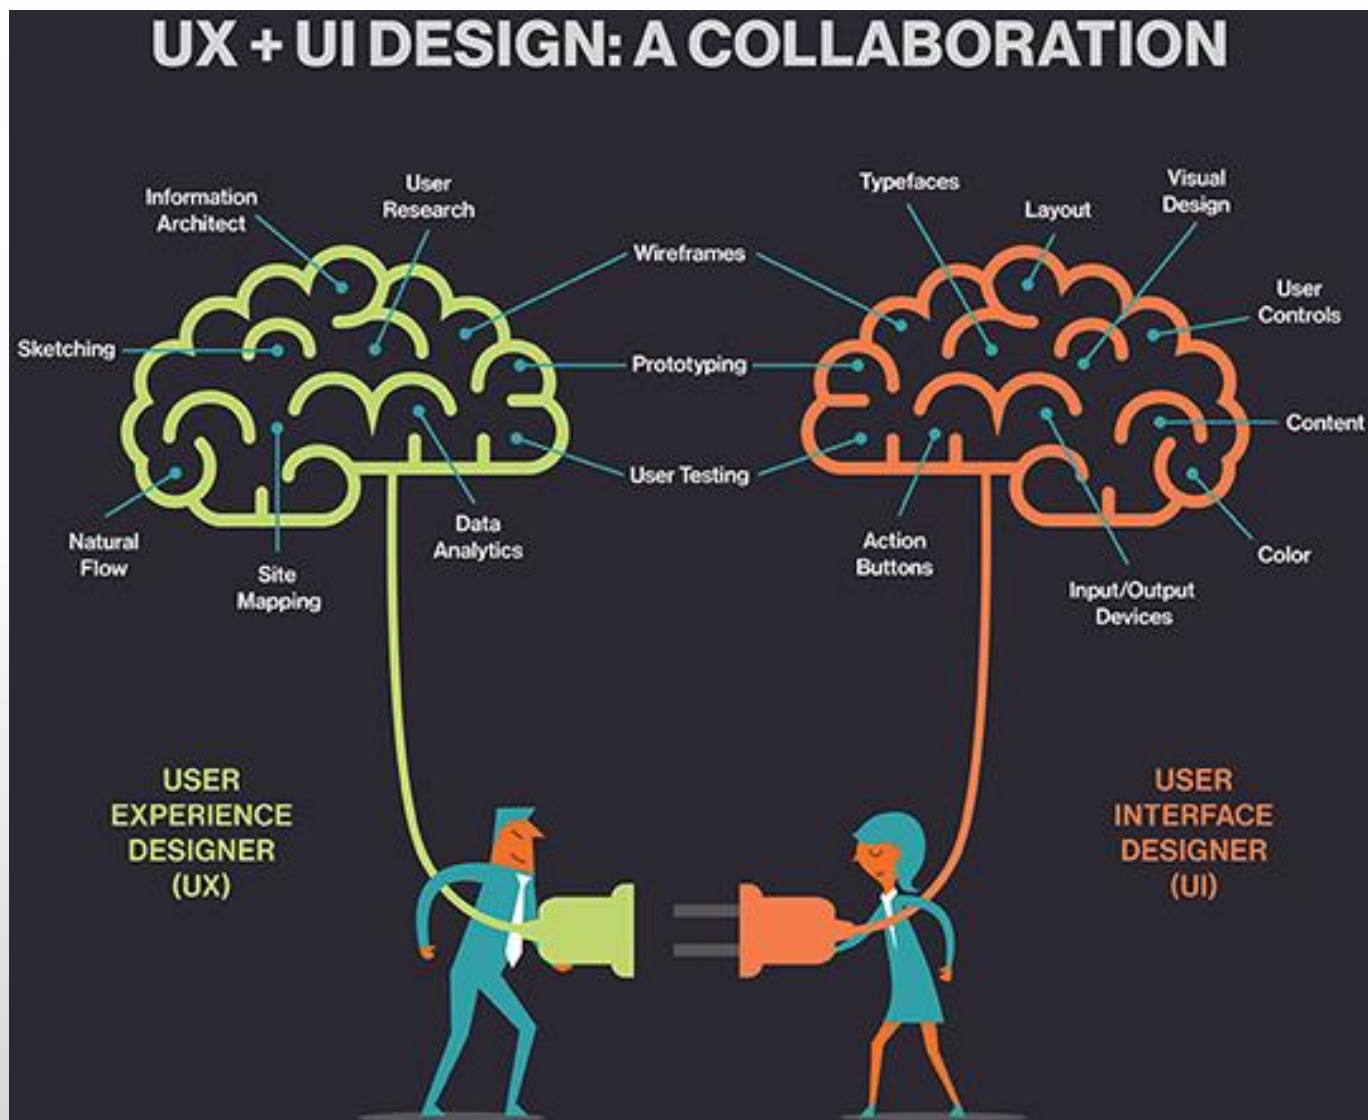 UX + UI DESIGN: A COLLABORATION
Information
Architect
User
Research
Sketching
Natural
Flow
Site
Mapping
Data
Analytics
Wireframes
Prototyping
User Testing
Typefaces
Layout
Visual
Design
User
Controls
Content
Color
Action
Buttons
Input/Output
Devices
USER
EXPERIENCE
DESIGNER
(UX)
USER
INTERFACE
DESIGNER
(UI)